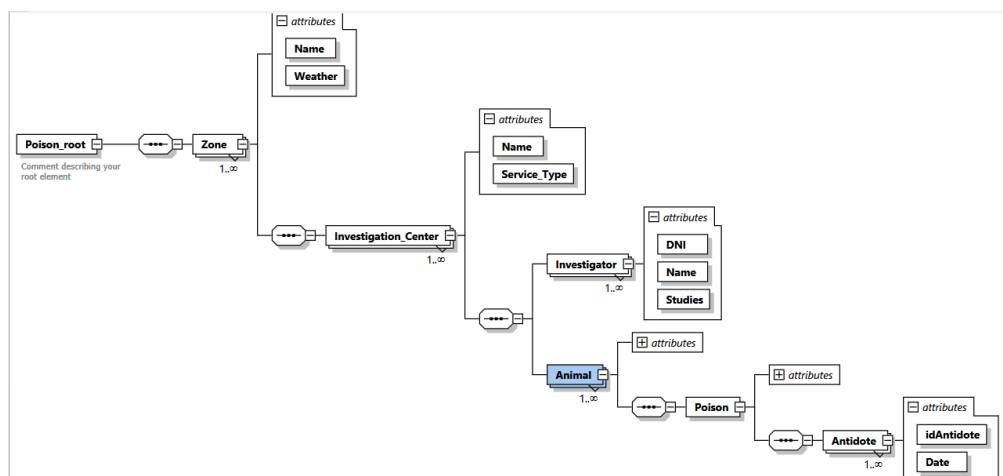 attributes
Name
Weather
Poison_root
Zone
1..∞
Comment describing your
root element
attributes
Name
Service_Type
Investigation_Center
1..∞
attributes
DNI
Name
Studies
Investigator
1..∞
attributes
Animal
1..∞
attributes
Poison
attributes
idAntidote
Date
Antidote
1..∞